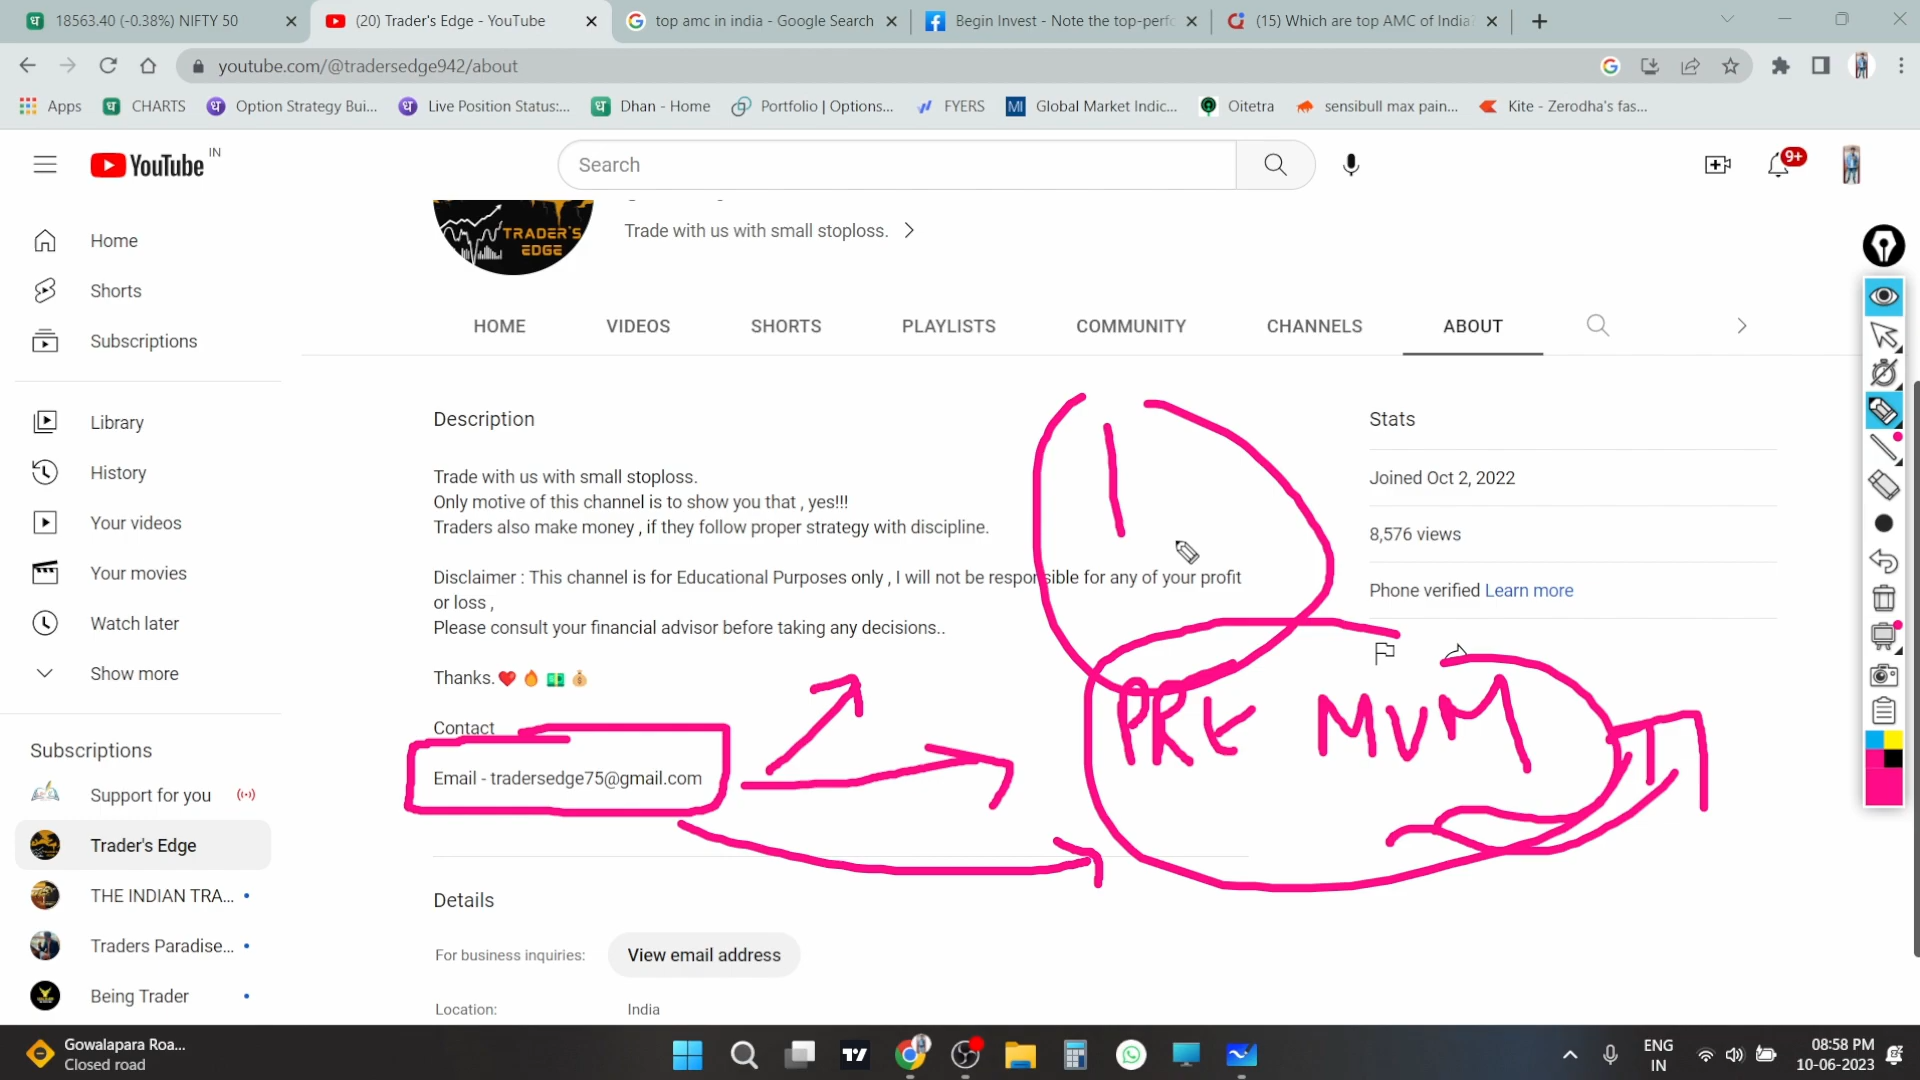 18563.40 (-0.38%) NIFTY 50
(20) Trader's Edge - YouTube
top amc in india - Google Search
Begin Invest - Note the top-perfo
(15) Which are top AMC of India?
youtube.com/@tradersedge942/about
Apps
CHARTS
Option Strategy Bui...
Live Position Status:...
Dhan - Home
Portfolio | Options...
FYERS
MI
Global Market Indic...
Oitetra
sensibull max pain...
Kite - Zerodha's fas...
YouTube IN
Search
9+
TRADER'S
EDGE
Trade with us with small stoploss.
Home
Shorts
Subscriptions
HOME
VIDEOS
SHORTS
PLAYLISTS
COMMUNITY
CHANNELS
ABOUT
Library
History
Your videos
Your movies
Watch later
Show more
Subscriptions
Support for you
Trader's Edge
THE INDIAN TRA...
Traders Paradise...
Being Trader
Description
Trade with us with small stoploss.
Only motive of this channel is to show you that , yes!!!
Traders also make money , if they follow proper strategy with discipline.
Disclaimer : This channel is for Educational Purposes only , I will not be responsible for any of your profit
or loss ,
Please consult your financial advisor before taking any decisions..
Thanks.❤️ 🔥 💵 💰
Contact
Email - tradersedge75@gmail.com
Stats
Joined Oct 2, 2022
8,576 views
Phone verified Learn more
PRE MVM
Details
For business inquiries:
View email address
Location:
India
Gowalapara Roa...
Closed road
ENG
IN
08:58 PM
10-06-2023